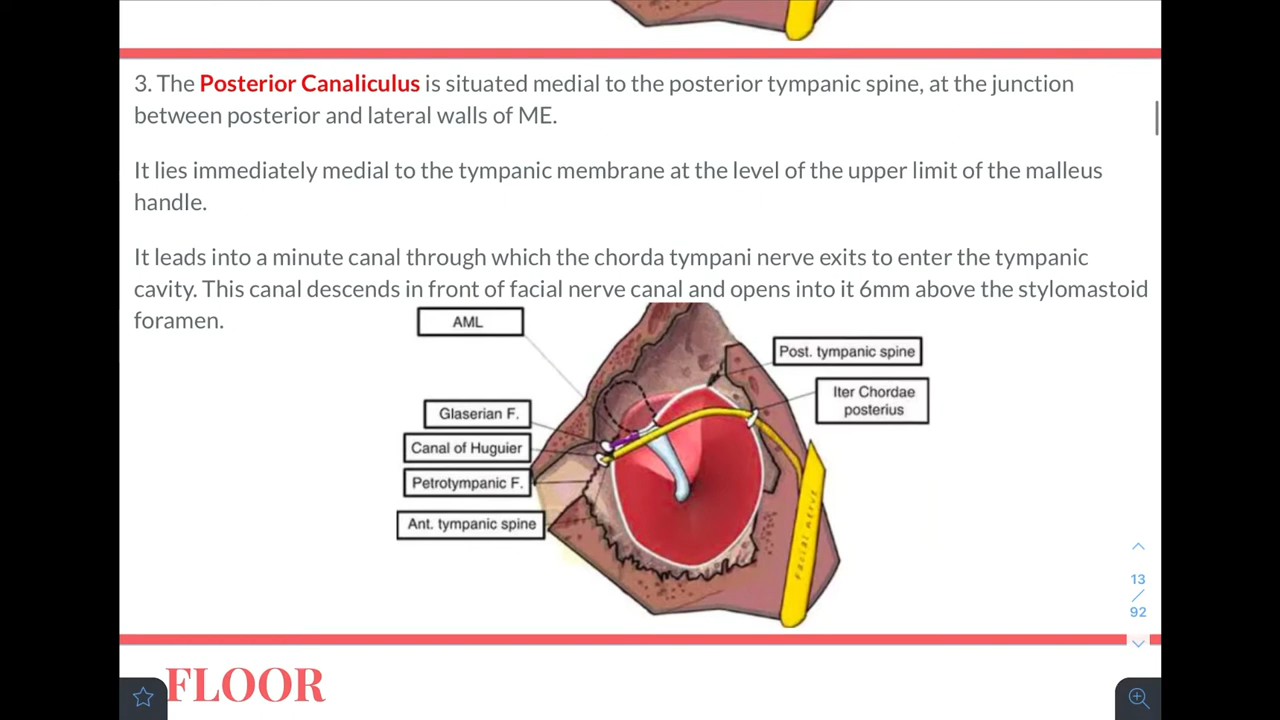 3. The Posterior Canaliculus is situated medial to the posterior tympanic spine, at the junction
between posterior and lateral walls of ME.
It lies immediately medial to the tympanic membrane at the level of the upper limit of the malleus
handle.
It leads into a minute canal through which the chorda tympani nerve exits to enter the tympanic
cavity. This canal descends in front of facial nerve canal and opens into it 6mm above the stylomastoid
foramen.
AML
Post. tympanic spine
Iter Chordae
posterius
Glaserian F.
Canal of Huguier
Petrotympanic F.
Ant. tympanic spine
FACIAL NERVE
13
/
92
FLOOR